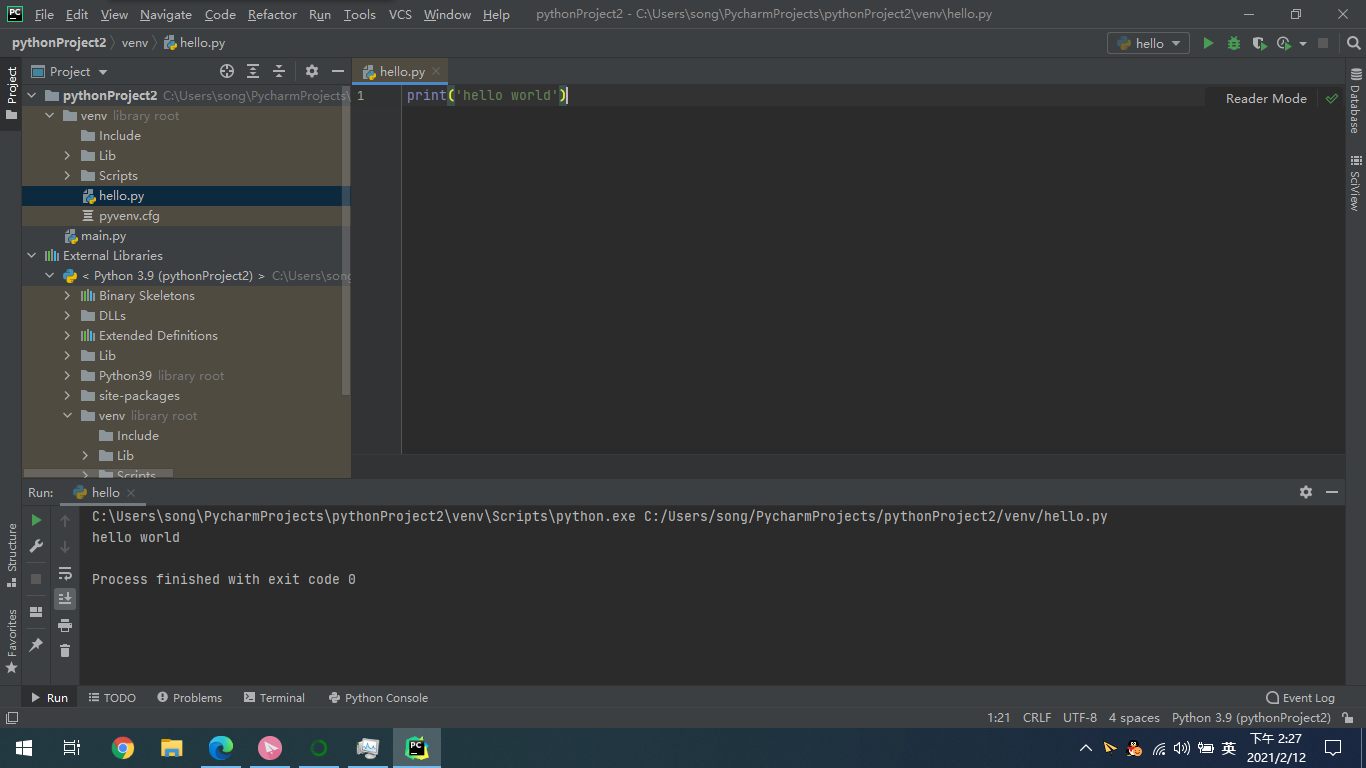 PC File Edit View Navigate Code Refactor Run Tools VCS Window Help pythonProject2 - C:\Users\song\PycharmProjects\pythonProject2\venv\hello.py
pythonProject2 venv hello.py hello
Project
Project
hello.py
pythonProject2 C:\Users\song\PycharmProjects\
venv library root
Include
Lib
Scripts
hello.py
pyvenv.cfg
main.py
External Libraries
< Python 3.9 (pythonProject2) > C:\Users\song
Binary Skeletons
DLLs
Extended Definitions
Lib
Python39 library root
site-packages
venv library root
Include
Lib
Scripts
1 print('hello world')
Reader Mode
Database
SciView
Run: hello
C:\Users\song\PycharmProjects\pythonProject2\venv\Scripts\python.exe C:/Users/song/PycharmProjects/pythonProject2/venv/hello.py
hello world
Process finished with exit code 0
Structure
Favorites
Run TODO Problems Terminal Python Console Event Log
1:21 CRLF UTF-8 4 spaces Python 3.9 (pythonProject2)
PC
英
下午 2:27
2021/2/12